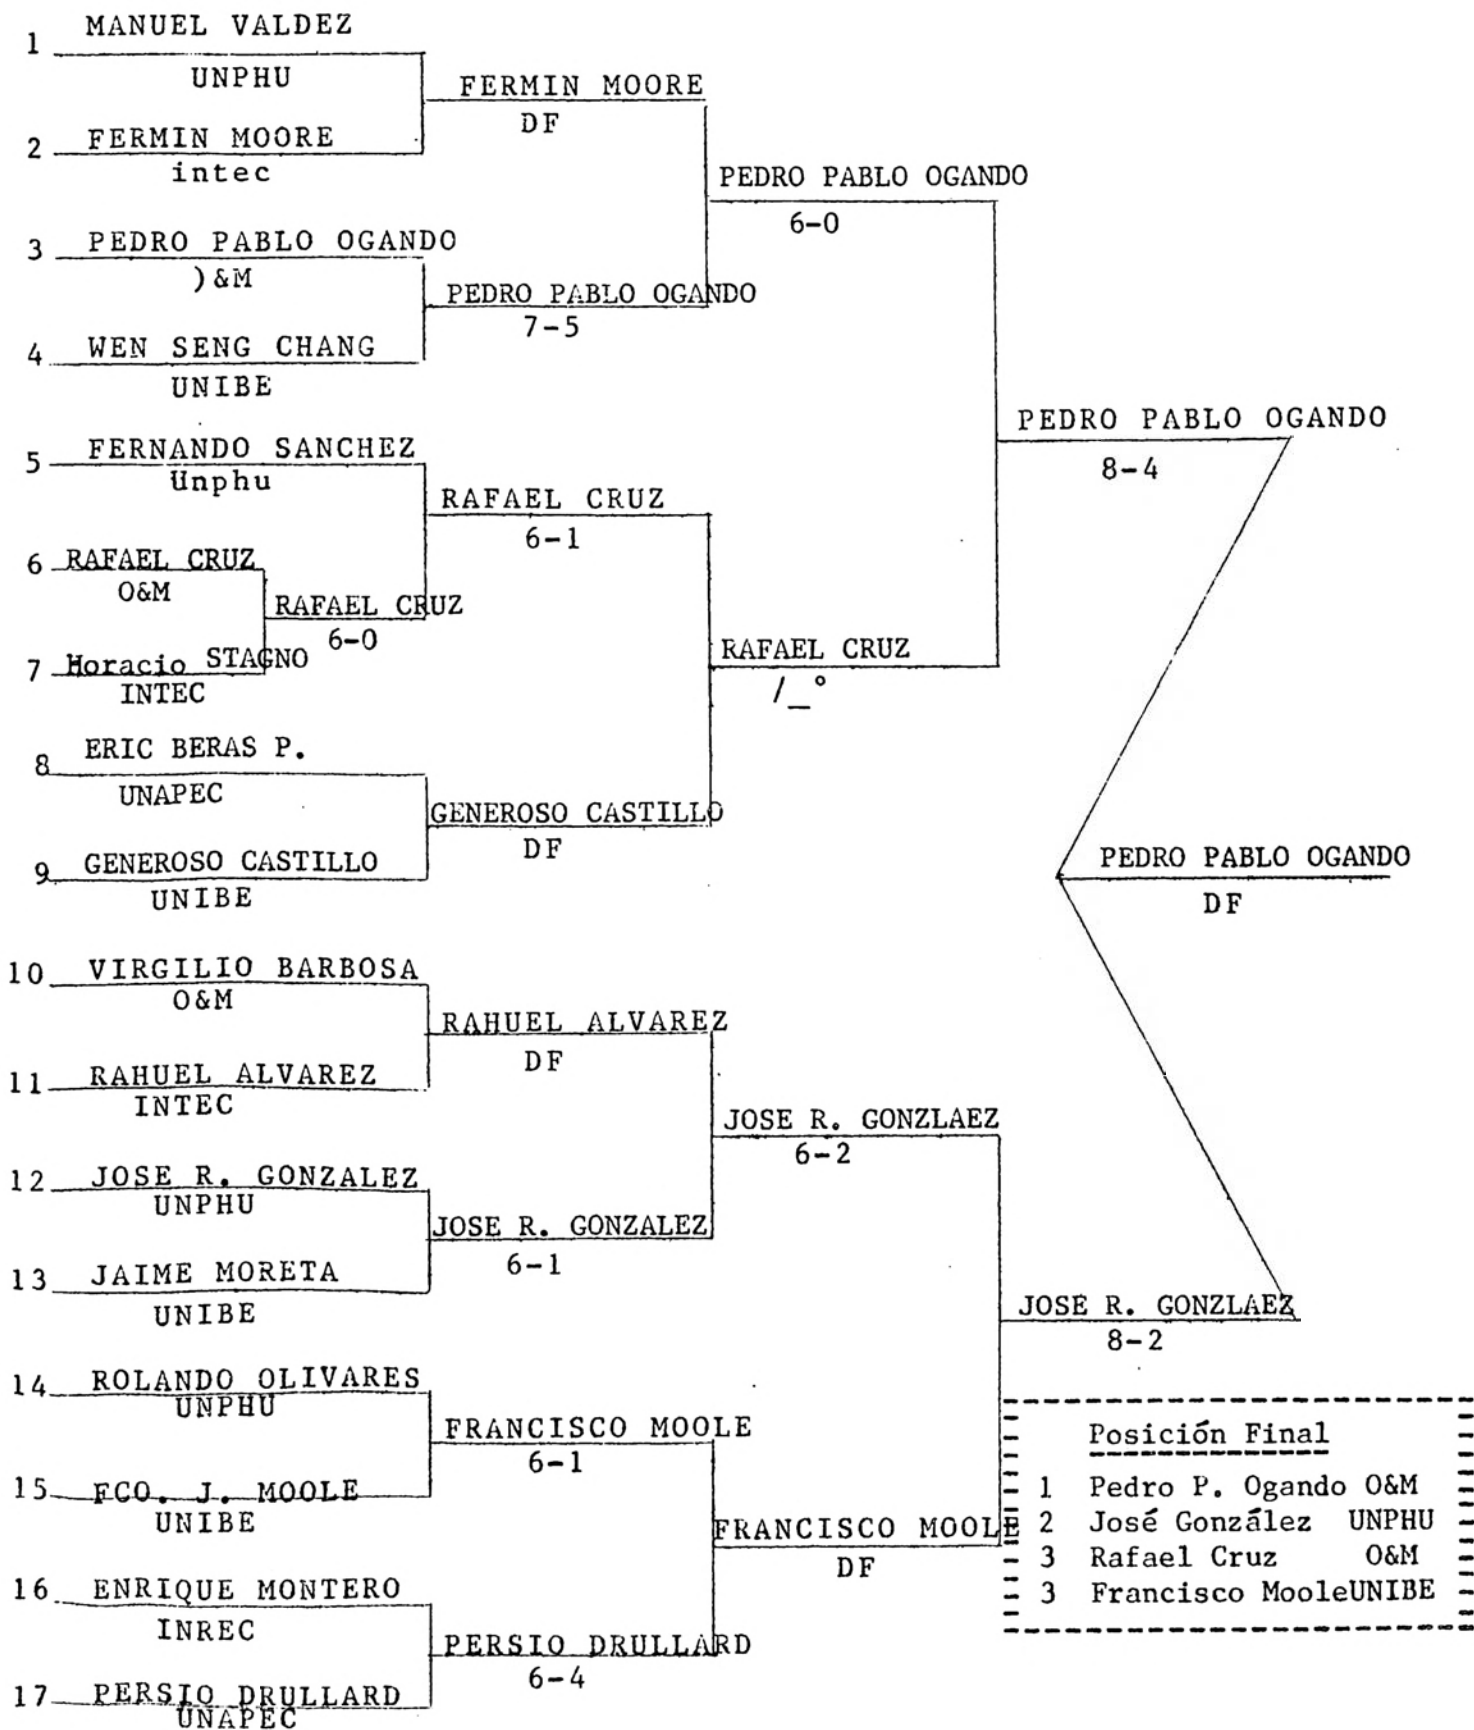 MANUEL VALDEZ
1
UNPHU
FERMIN MOORE
DF
2 FERMIN MOORE
intec
PEDRO PABLO OGANDO
6-0
3 PEDRO PABLO OGANDO
)&M
PEDRO PABLO OGANDO
7-5
4 WEN SENG CHANG
UNIBE
PEDRO PABLO OGANDO
8-4
5 FERNANDO SANCHEZ
Unphu
RAFAEL CRUZ
6-1
6 RAFAEL CRUZ
O&M
RAFAEL CRUZ
6-0
7 Horacio STAGNO
INTEC
RAFAEL CRUZ
/_°
8 ERIC BERAS P.
UNAPEC
GENEROSO CASTILLO
DF
9 GENEROSO CASTILLO
UNIBE
PEDRO PABLO OGANDO
DF
10 VIRGILIO BARBOSA
O&M
RAHUEL ALVAREZ
DF
11 RAHUEL ALVAREZ
INTEC
JOSE R. GONZLAEZ
6-2
12 JOSE R. GONZALEZ
UNPHU
JOSE R. GONZALEZ
6-1
13 JAIME MORETA
UNIBE
JOSE R. GONZLAEZ
8-2
14 ROLANDO OLIVARES
UNPHU
FRANCISCO MOOLE
6-1
15 FCO. J. MOOLE
UNIBE
FRANCISCO MOOLE
DF
16 ENRIQUE MONTERO
INREC
PERSIO DRULLARD
6-4
17 PERSIO DRULLARD
UNAPEC
Posición Final
1 Pedro P. Ogando O&M
2 José González UNPHU
3 Rafael Cruz O&M
3 Francisco MooleUNIBE